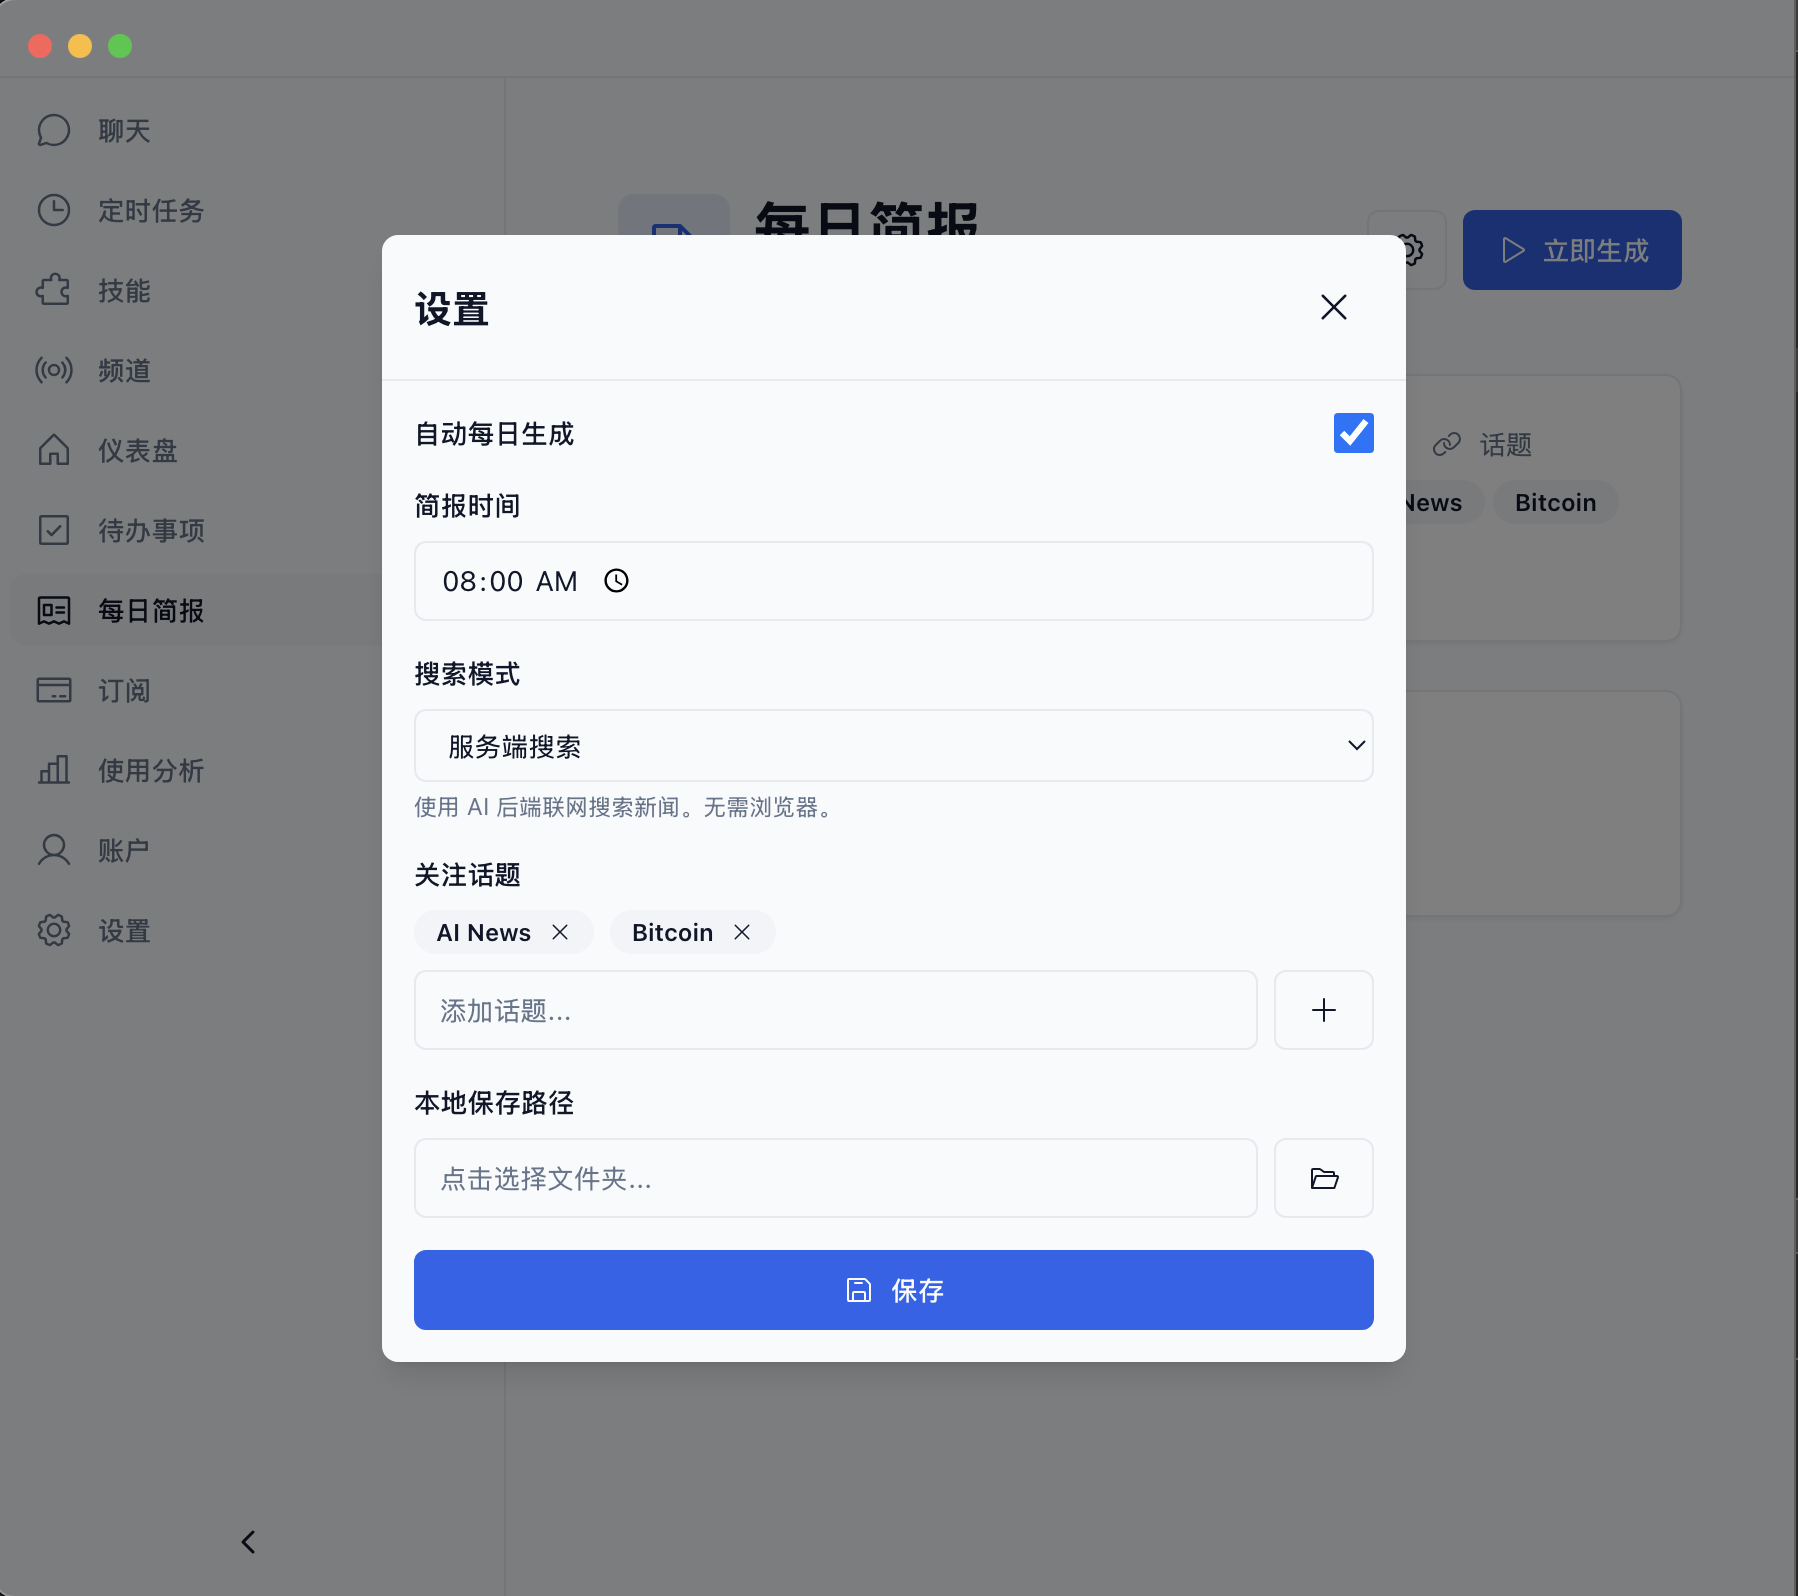 聊天
定时任务
技能
频道
仪表盘
待办事项
每日简报
订阅
使用分析
账户
设置
每日简报
立即生成
话题
News
Bitcoin
设置
自动每日生成
简报时间
08:00 AM
搜索模式
服务端搜索
使用 AI 后端联网搜索新闻。无需浏览器。
关注话题
AI News
Bitcoin
添加话题...
本地保存路径
点击选择文件夹...
保存